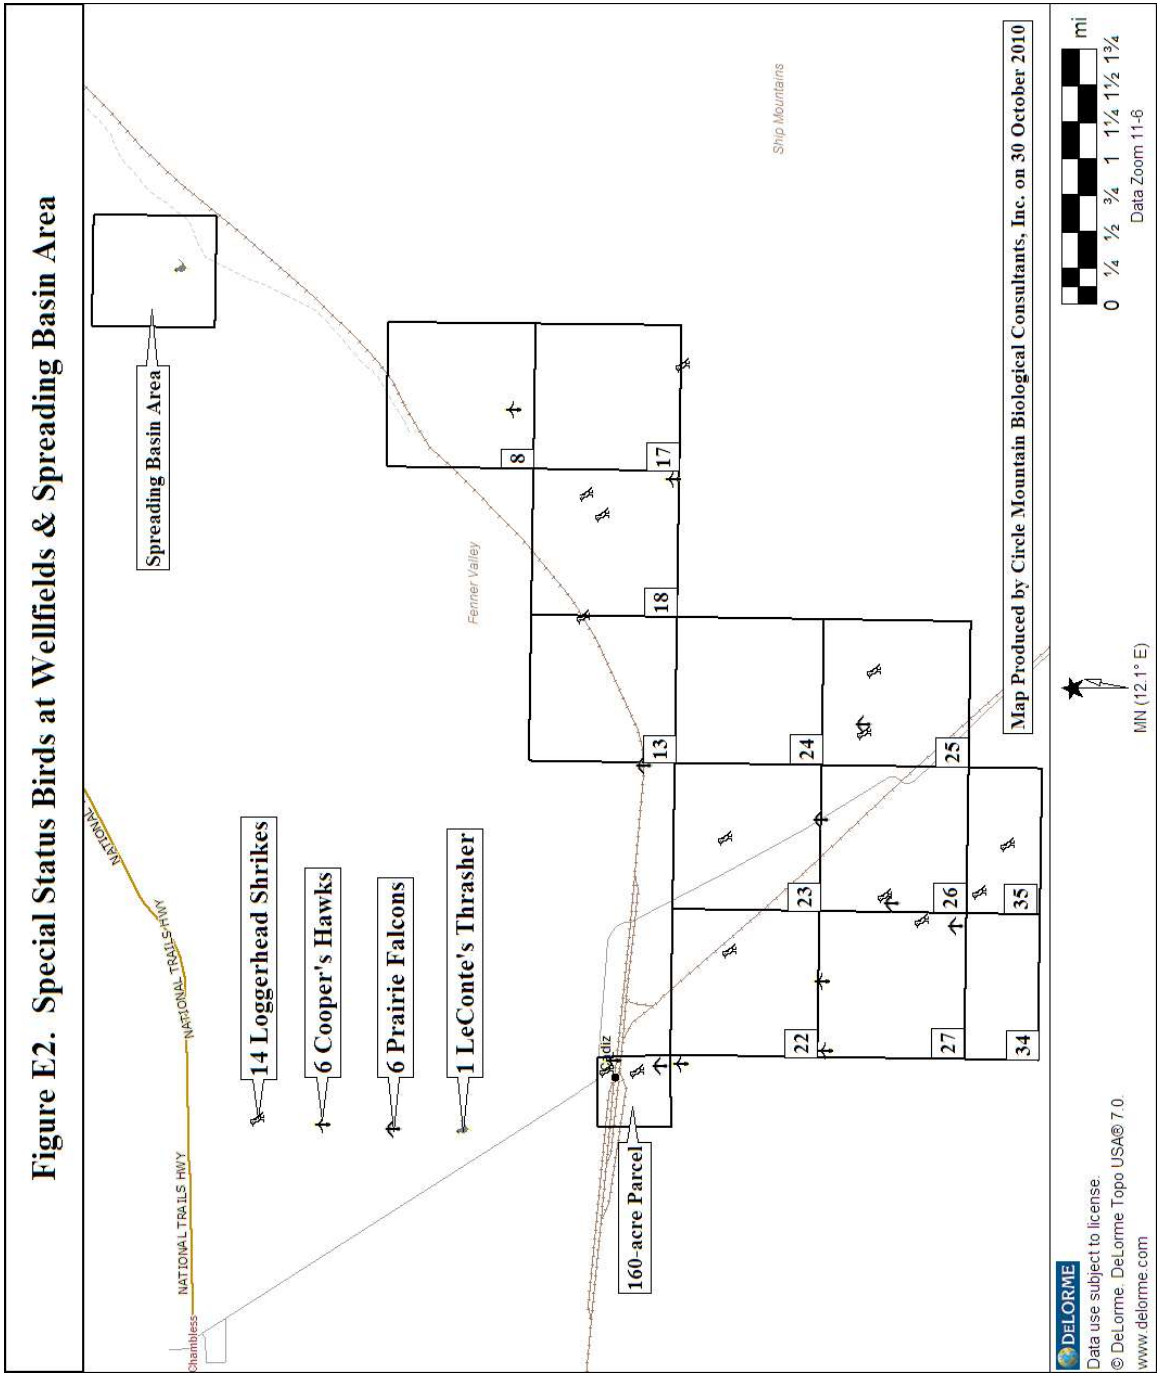 Figure E2.  Special Status Birds at Wellfields & Spreading Basin Area
Chambless
NATIONAL TRAILS HWY
NATIONAL TRAILS HWY
NATIONAL
NATIONAL TRAILS HWY
Spreading Basin Area
14 Loggerhead Shrikes
6 Cooper's Hawks
6 Prairie Falcons
1 LeConte's Thrasher
Fenner Valley
Ship Mountains
Cadiz
160-acre Parcel
8
17
18
13
24
25
23
22
26
27
35
34
Map Produced by Circle Mountain Biological Consultants, Inc. on 30 October 2010
DELORME
Data use subject to license.
© DeLorme. DeLorme Topo USA® 7.0.
www.delorme.com
MN (12.1° E)
mi
0 ¼ ½ ¾ 1 1¼ 1½ 1¾
Data Zoom 11-6